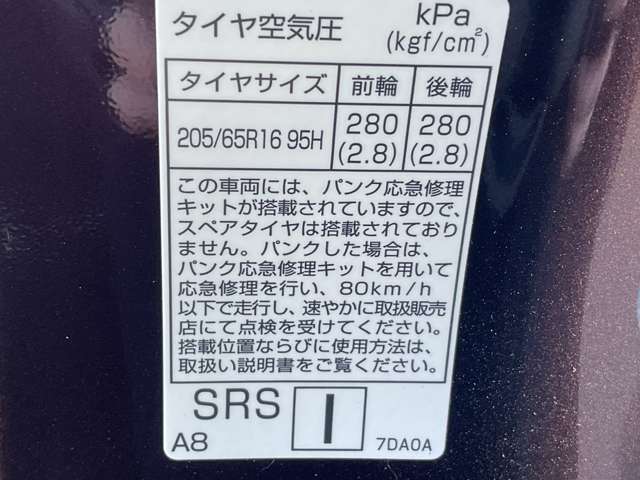 タイヤ空気圧 kPa
(kgf/cm²)
タイヤサイズ 前輪 後輪
205/65R16 95H 280 280
(2.8) (2.8)
この車両には、パンク応急修理
キットが搭載されていますので、
スペアタイヤは搭載されており
ません。パンクした場合は、
パンク応急修理キットを用いて
応急修理を行い、80km/h
以下で走行し、速やかに取扱販売
店にて点検を受けてください。
搭載位置ならびに使用方法は、
取扱い説明書をご覧ください。
SRS I
A8 7DA0A